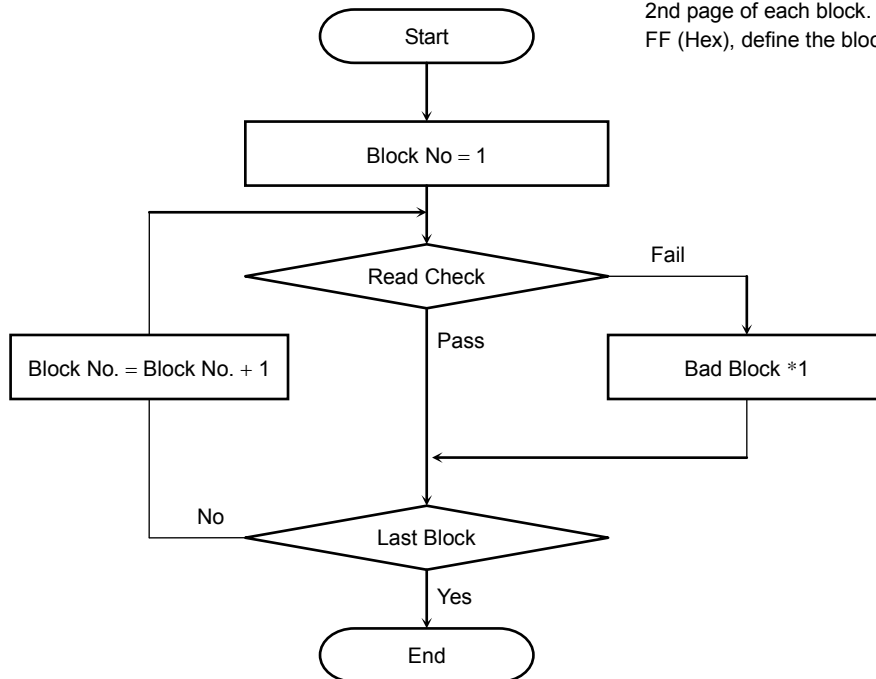 2nd page of each block.
FF (Hex), define the bloc
Start
Block No = 1
Read Check
Fail
Pass
Block No. = Block No. + 1
Bad Block *1
No
Last Block
Yes
End